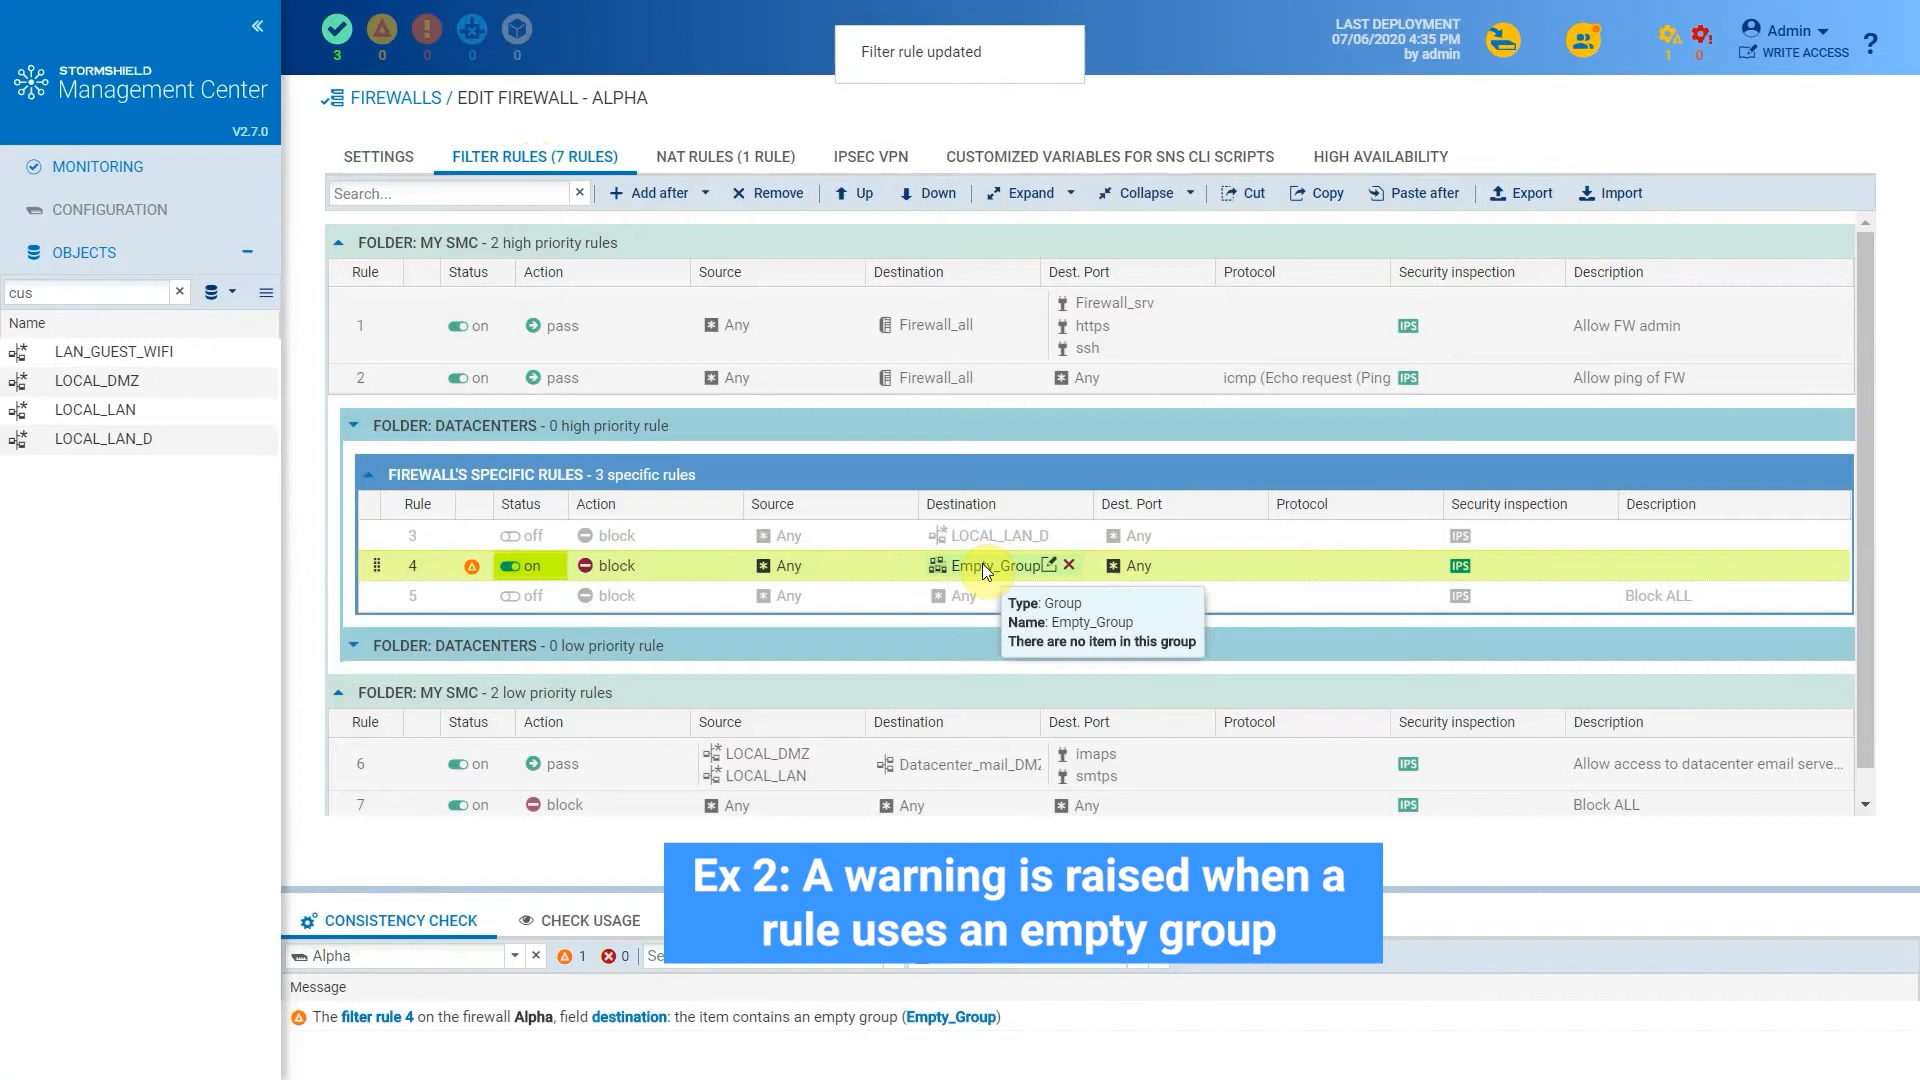 STORMSHIELD
Management Center
V2.7.0
3 0 0 0 0
Filter rule updated
LAST DEPLOYMENT
07/06/2020 4:35 PM
by admin
1 0
Admin
WRITE ACCESS
?
MONITORING
CONFIGURATION
OBJECTS
cus
Name
LAN_GUEST_WIFI
LOCAL_DMZ
LOCAL_LAN
LOCAL_LAN_D
FIREWALLS / EDIT FIREWALL - ALPHA
SETTINGS FILTER RULES (7 RULES) NAT RULES (1 RULE) IPSEC VPN CUSTOMIZED VARIABLES FOR SNS CLI SCRIPTS HIGH AVAILABILITY
Search... Add after Remove Up Down Expand Collapse Cut Copy Paste after Export Import
FOLDER: MY SMC - 2 high priority rules
Rule Status Action Source Destination Dest. Port Protocol Security inspection Description
1 on pass Any Firewall_all Firewall_srv https ssh IPS Allow FW admin
2 on pass Any Firewall_all Any icmp (Echo request (Ping IPS Allow ping of FW
FOLDER: DATACENTERS - 0 high priority rule
FIREWALL'S SPECIFIC RULES - 3 specific rules
Rule Status Action Source Destination Dest. Port Protocol Security inspection Description
3 off block Any LOCAL_LAN_D Any IPS
4 on block Any Empty_Group Any IPS
5 off block Any Any IPS Block ALL
Type: Group
Name: Empty_Group
There are no item in this group
FOLDER: DATACENTERS - 0 low priority rule
FOLDER: MY SMC - 2 low priority rules
Rule Status Action Source Destination Dest. Port Protocol Security inspection Description
6 on pass LOCAL_DMZ LOCAL_LAN Datacenter_mail_DMZ imaps smtps IPS Allow access to datacenter email serve...
7 on block Any Any Any IPS Block ALL
Ex 2: A warning is raised when a
rule uses an empty group
CONSISTENCY CHECK CHECK USAGE
Alpha 1 0 Se
Message
The filter rule 4 on the firewall Alpha, field destination: the item contains an empty group (Empty_Group)